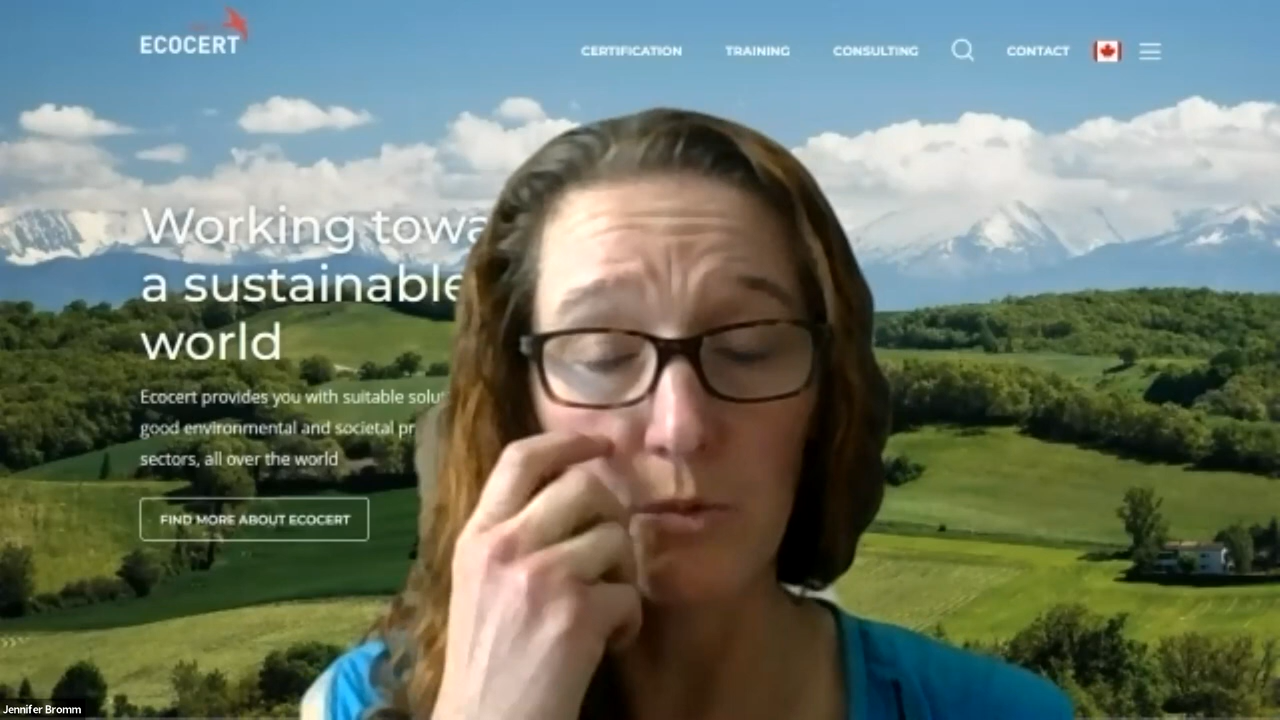 ECOCERT
CERTIFICATION
TRAINING
CONSULTING
CONTACT
Working towa
a sustainable
world
Ecocert provides you with suitable solut
good environmental and societal pr
sectors, all over the world
FIND MORE ABOUT ECOCERT
Jennifer Bromm